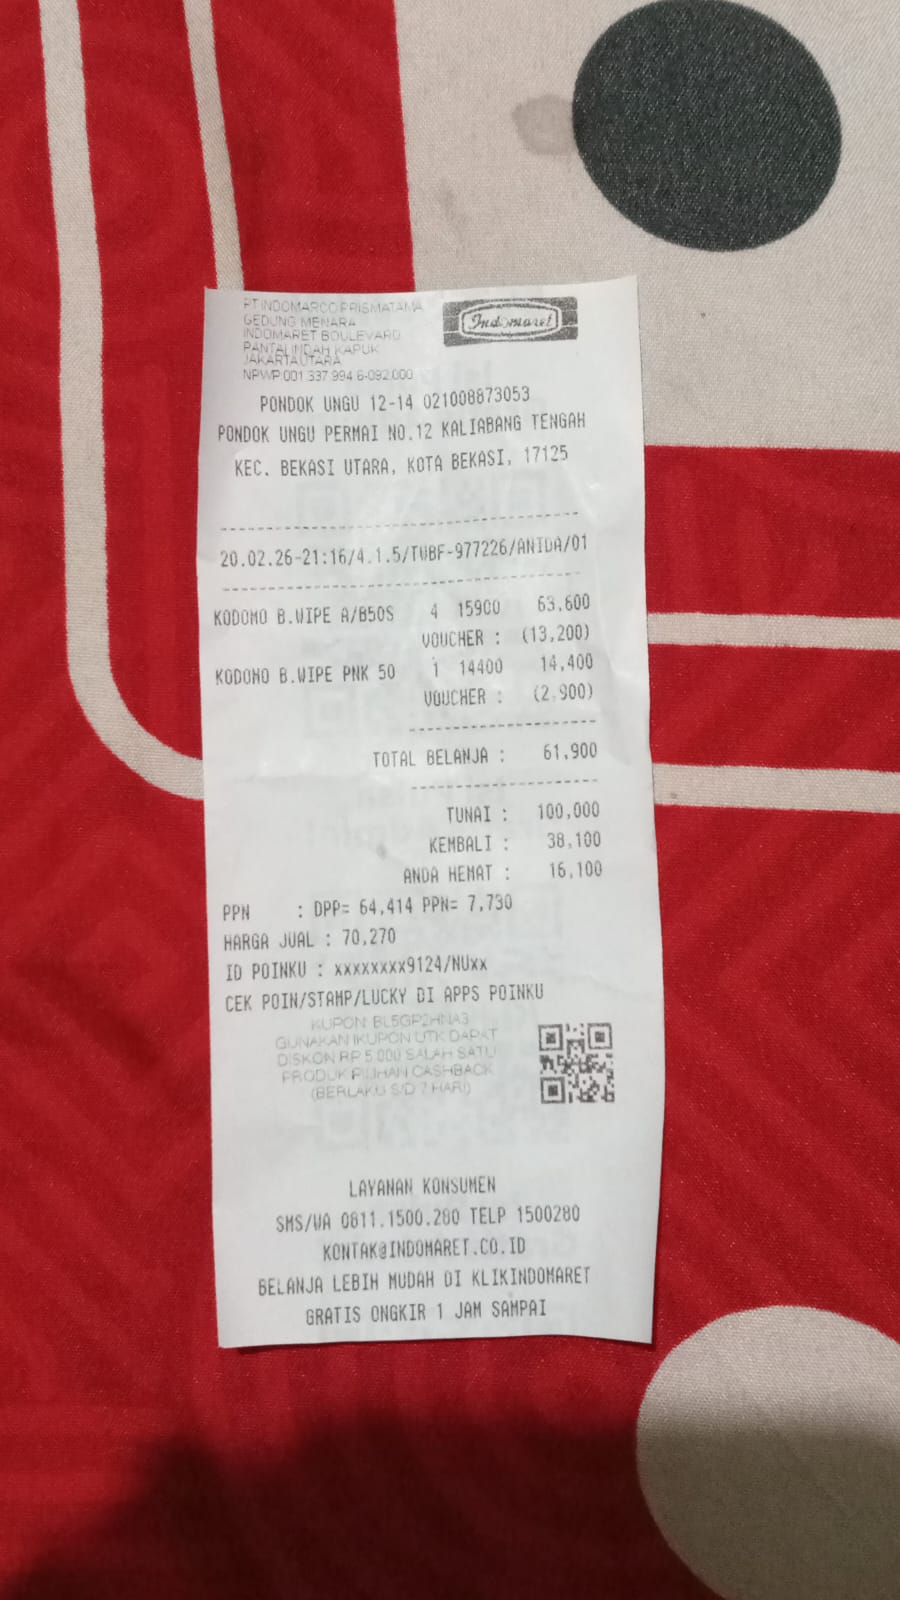 PT.INDOMARCO PRISMATAMA
GEDUNG MENARA
INDOMARET BOULEVARD
PANTAI INDAH KAPUK
JAKARTA UTARA
NPWP:001.337.994.6-092.000
Indomaret
PONDOK UNGU 12-14 021008873053
PONDOK UNGU PERMAI NO.12 KALIABANG TENGAH
KEC. BEKASI UTARA, KOTA BEKASI, 17125
20.02.26-21:16/4.1.5/TUBF-977226/ANIDA/01
KODOMO B.WIPE A/B50S 4 15900 63,600
VOUCHER : (13,200)
KODOMO B.WIPE PNK 50 1 14400 14,400
VOUCHER : (2,900)
TOTAL BELANJA : 61,900
TUNAI : 100,000
KEMBALI : 38,100
ANDA HEMAT : 16,100
PPN : DPP= 64,414 PPN= 7,730
HARGA JUAL : 70,270
ID POINKU : xxxxxxxx9124/NUxx
CEK POIN/STAMP/LUCKY DI APPS POINKU
KUPON: BL5GP2HNA3
GUNAKAN IKUPON UTK DAPAT
DISKON RP 5.000 SALAH SATU
PRODUK PILIHAN CASHBACK
(BERLAKU S/D 7 HARI)
LAYANAN KONSUMEN
SMS/WA 0811.1500.280 TELP 1500280
KONTAK@INDOMARET.CO.ID
BELANJA LEBIH MUDAH DI KLIKINDOMARET
GRATIS ONGKIR 1 JAM SAMPAI